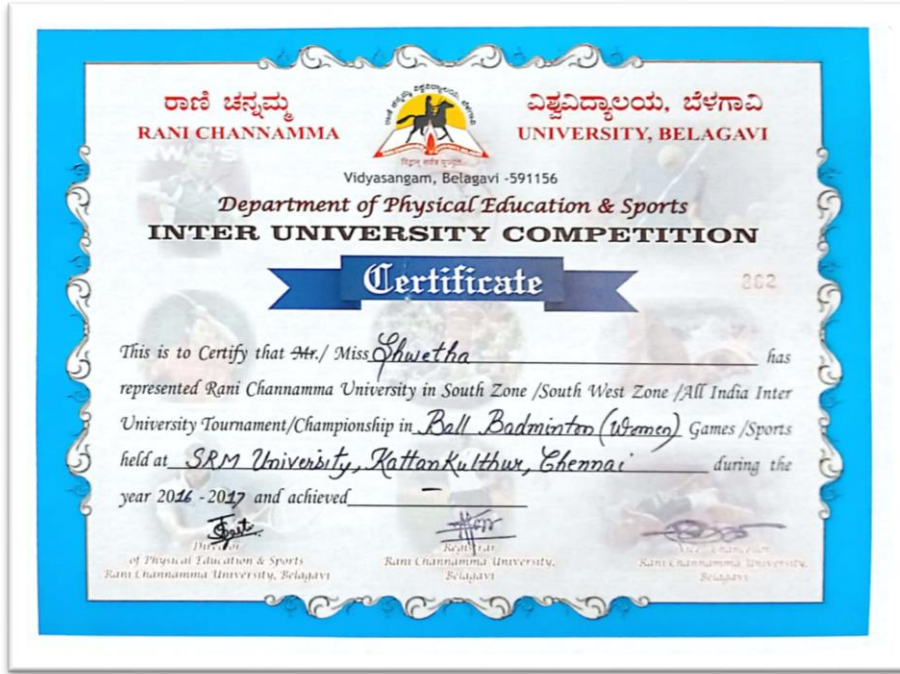 ರಾಣಿ ಚನ್ನಮ್ಮ ವಿಶ್ವವಿದ್ಯಾಲಯ, ಬೆಳಗಾವಿ
RANI CHANNAMMA UNIVERSITY, BELAGAVI
Vidyasangam, Belagavi -591156
Department of Physical Education & Sports
INTER UNIVERSITY COMPETITION
Certificate
362
This is to Certify that Mr./ Miss Shwetha has
represented Rani Channamma University in South Zone /South West Zone /All India Inter
University Tournament/Championship in Ball Badminton (Women) Games /Sports
held at SRM University, Kattankulthur, Chennai during the
year 2016 - 2017 and achieved –
Director Registrar Vice-Chancellor
of Physical Education & Sports Rani Channamma University, Rani Channamma University,
Rani Channamma University, Belagavi Belagavi Belagavi